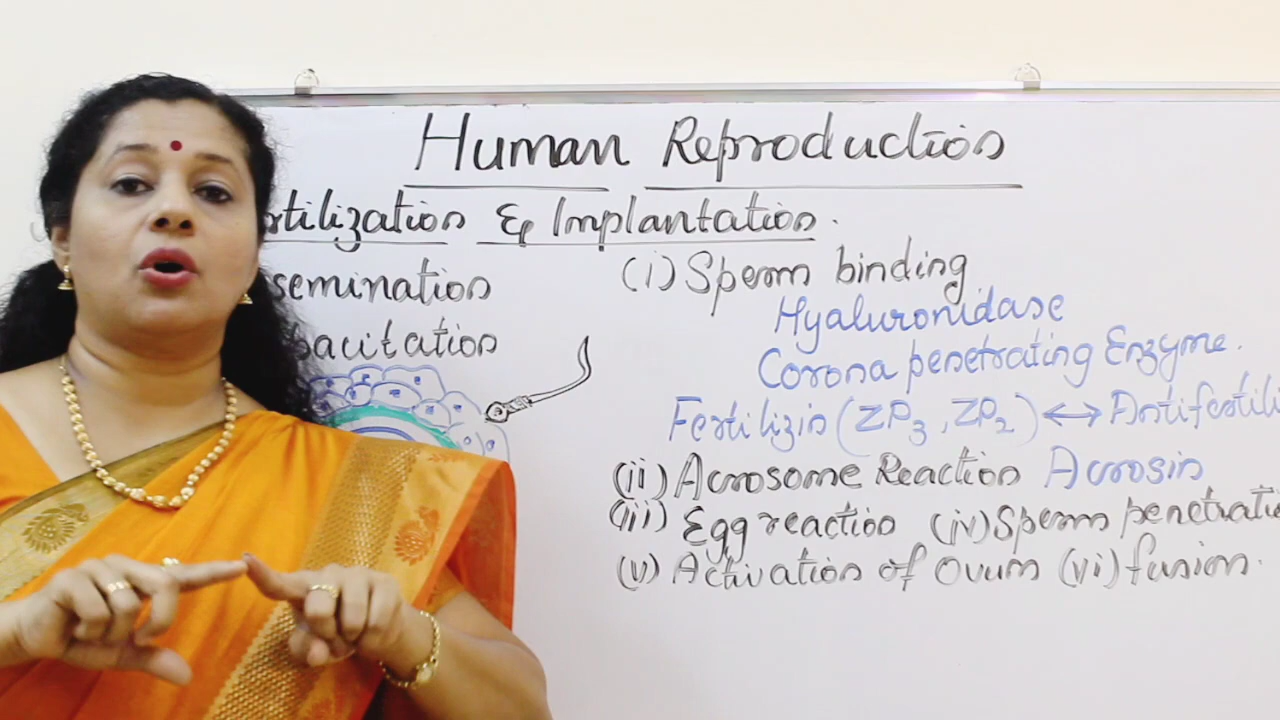 Human Reproduction
rtilization & Implantation.
semination
pacitation
(i) Sperm binding
Hyaluronidase
Corona penetrating Enzyme.
Fertilizin (ZP3, ZP2) ↔ Antifertili
(ii) Acrosome Reaction Acrosin
(iii) Egg reaction (iv) Sperm penetratio
(v) Activation of Ovum (vi) fusion.